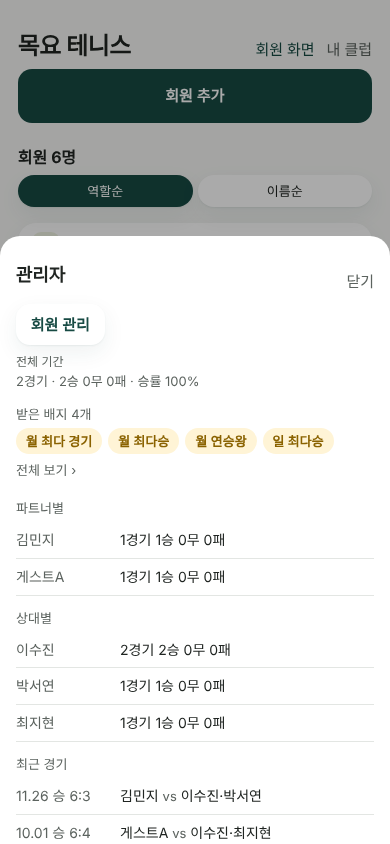 목요 테니스 회원 화면 내 클럽
회원 추가
회원 6명
역할순 이름순
관리자 닫기
회원 관리
전체 기간
2경기 · 2승 0무 0패 · 승률 100%
받은 배지 4개
월 최다 경기 월 최다승 월 연승왕 일 최다승
전체 보기 ›
파트너별
김민지 1경기 1승 0무 0패
게스트A 1경기 1승 0무 0패
상대별
이수진 2경기 2승 0무 0패
박서연 1경기 1승 0무 0패
최지현 1경기 1승 0무 0패
최근 경기
11.26 승 6:3 김민지 vs 이수진·박서연
10.01 승 6:4 게스트A vs 이수진·최지현